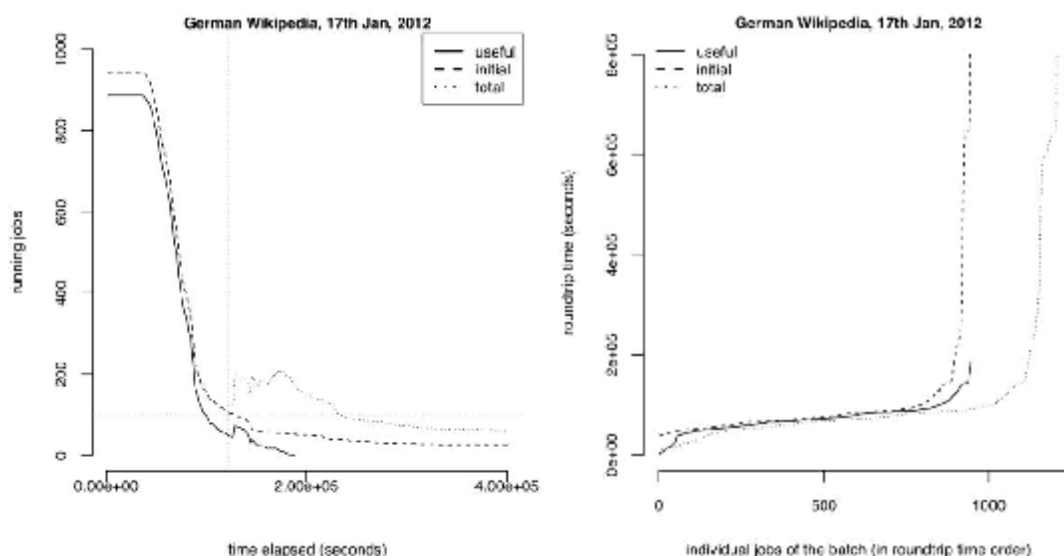 German Wikipedia, 17th Jan, 2012
useful
initial
total
running jobs
1000
800
600
400
200
0
0.00e+00
2.00e+05
4.00e+05
time elapsed (seconds)
German Wikipedia, 17th Jan, 2012
useful
initial
total
roundtrip time (seconds)
8e+05
6e+05
4e+05
2e+05
0e+00
0
500
1000
individual jobs of the batch (in roundtrip time order)